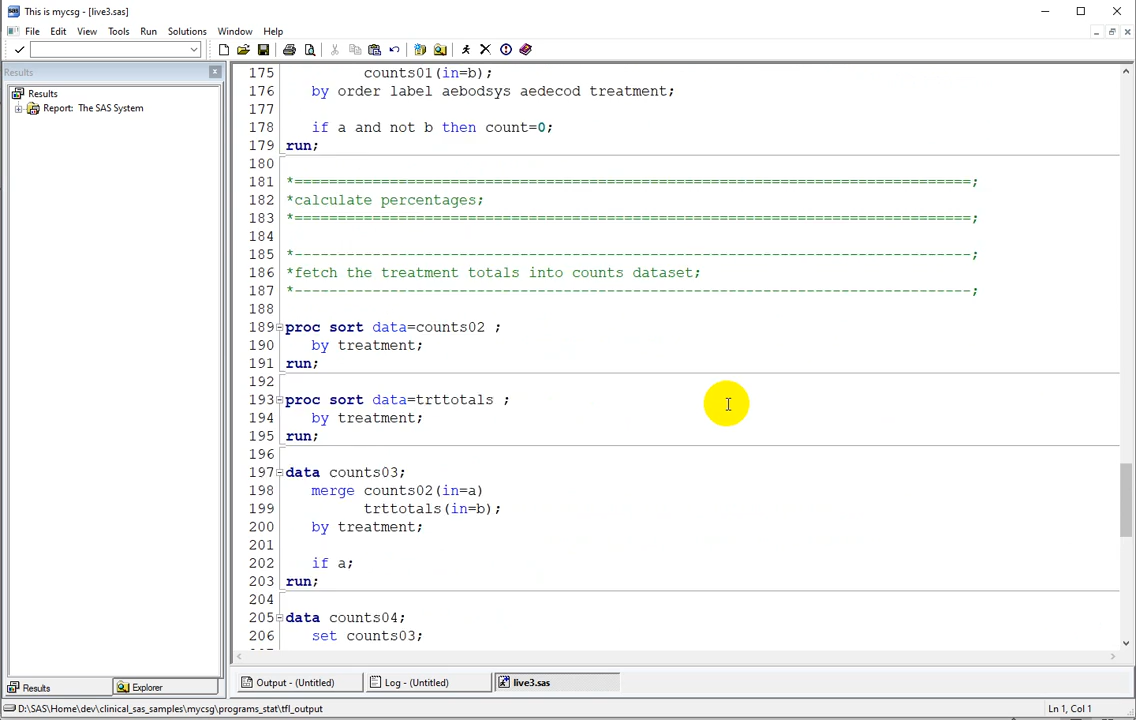 This is mycsg - [live3.sas]
File Edit View Tools Run Solutions Window Help
Results
Results
Report: The SAS System
175 counts01(in=b);
176 by order label aebodsys aedecod treatment;
177
178 if a and not b then count=0;
179 run;
180
181 *==============================================================================;
182 *calculate percentages;
183 *==============================================================================;
184
185 *------------------------------------------------------------------------------;
186 *fetch the treatment totals into counts dataset;
187 *------------------------------------------------------------------------------;
188
189 proc sort data=counts02 ;
190 by treatment;
191 run;
192
193 proc sort data=trttotals ;
194 by treatment;
195 run;
196
197 data counts03;
198 merge counts02(in=a)
199 trttotals(in=b);
200 by treatment;
201
202 if a;
203 run;
204
205 data counts04;
206 set counts03;
Results Explorer
Output - (Untitled) Log - (Untitled) live3.sas
D:\SAS\Home\dev\clinical_sas_samples\mycsg\programs_stat\tfl_output Ln 1, Col 1